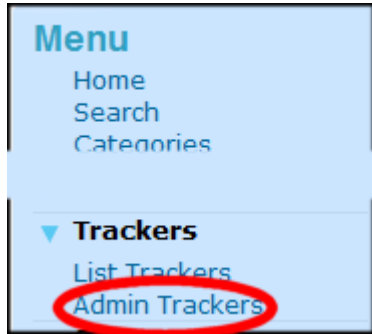 Menu
Home
Search
Categories
Trackers
List Trackers
Admin Trackers